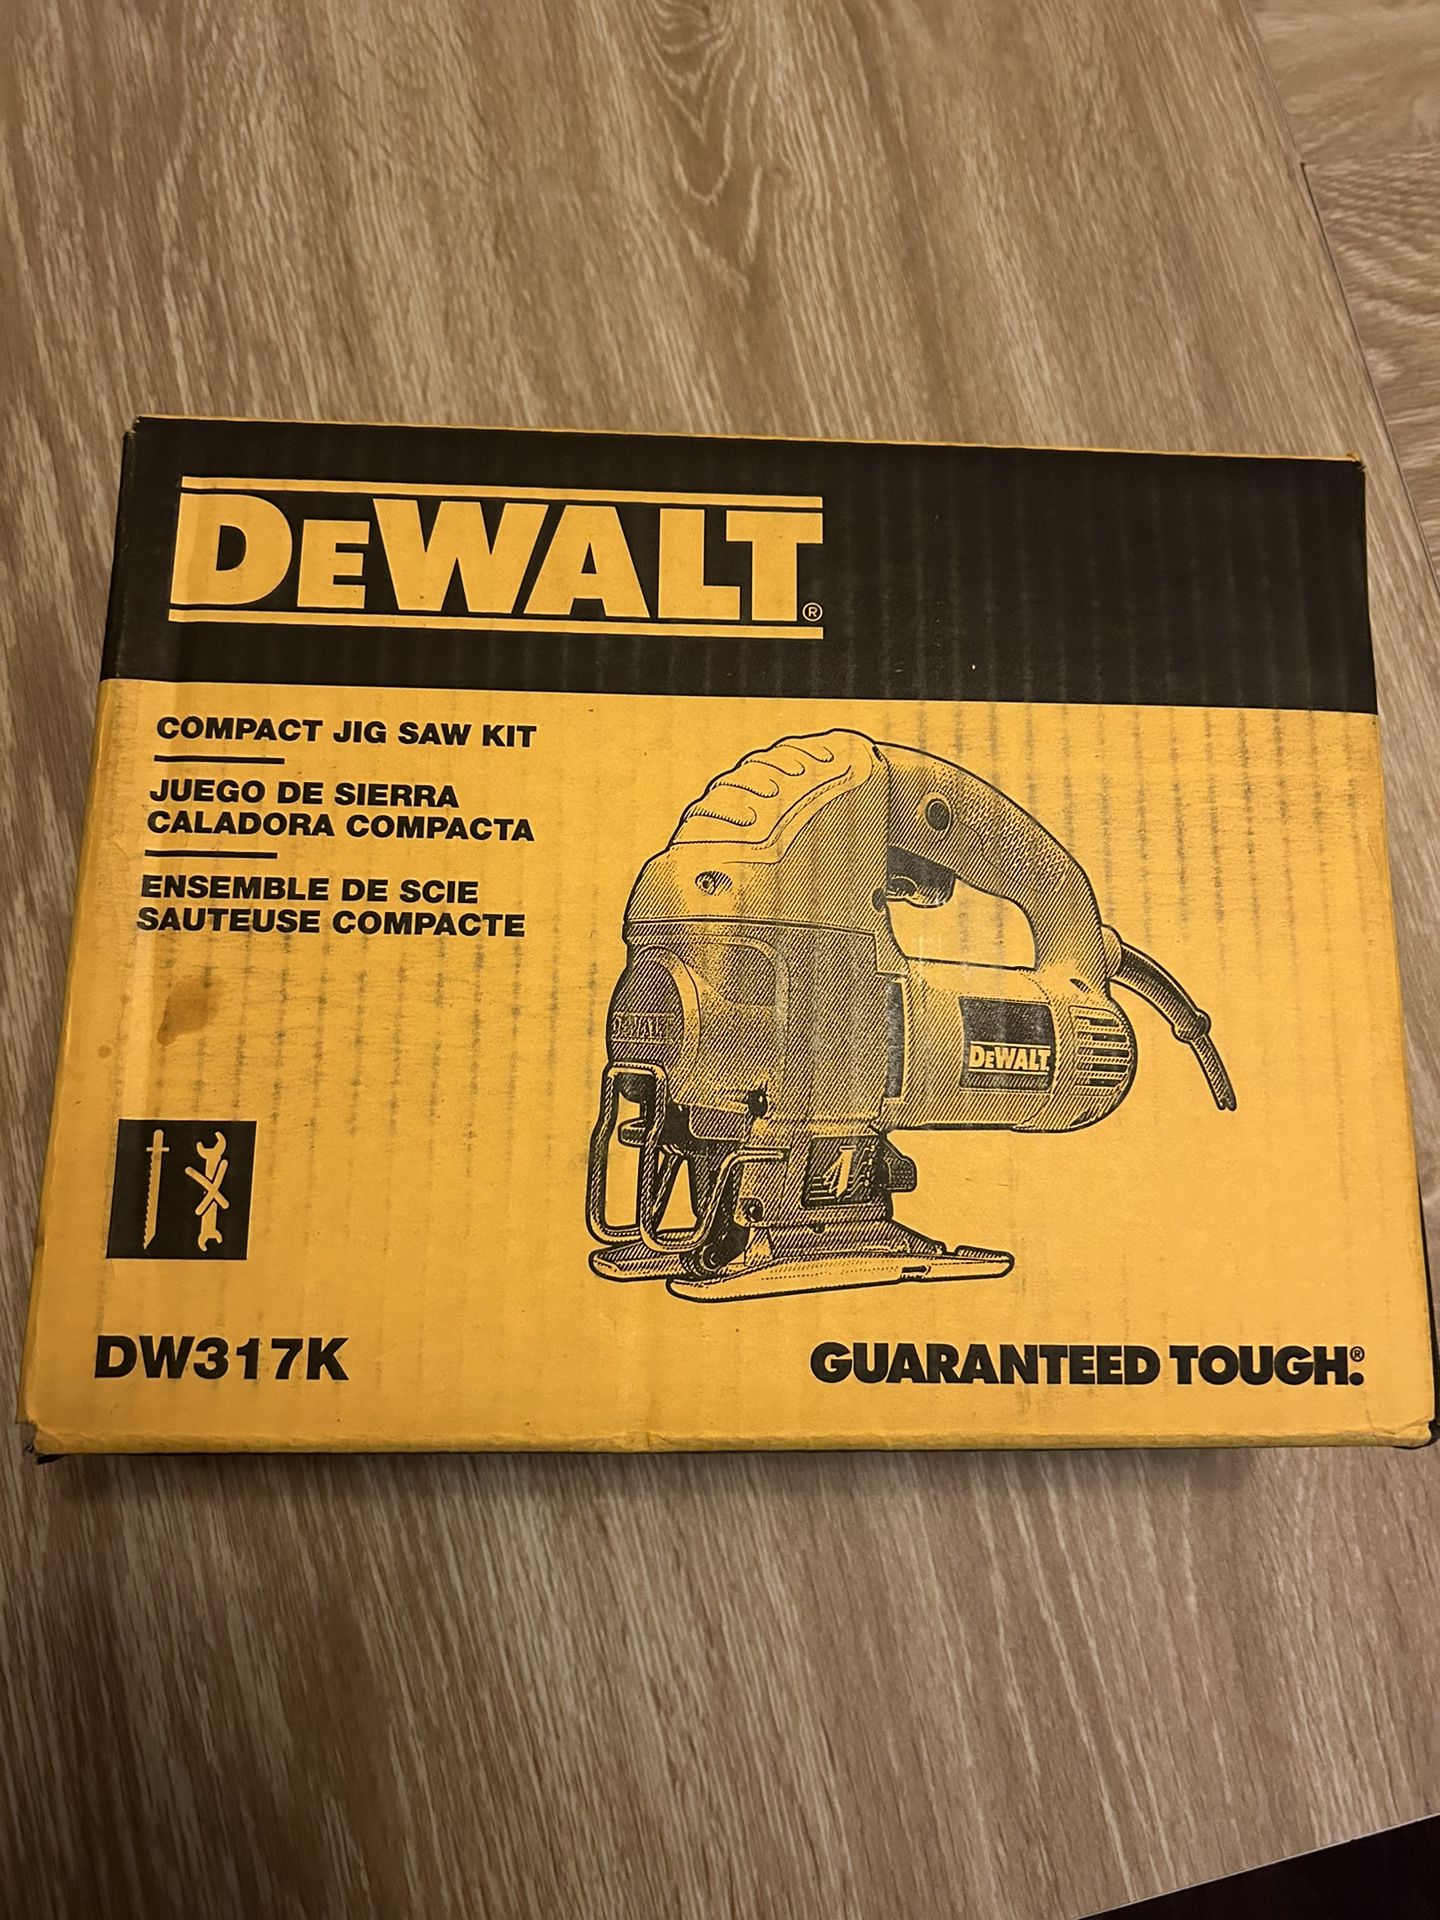 DEWALT®
COMPACT JIG SAW KIT
JUEGO DE SIERRA
CALADORA COMPACTA
ENSEMBLE DE SCIE
SAUTEUSE COMPACTE
DEWALT
DEWALT
DW317K
GUARANTEED TOUGH.®